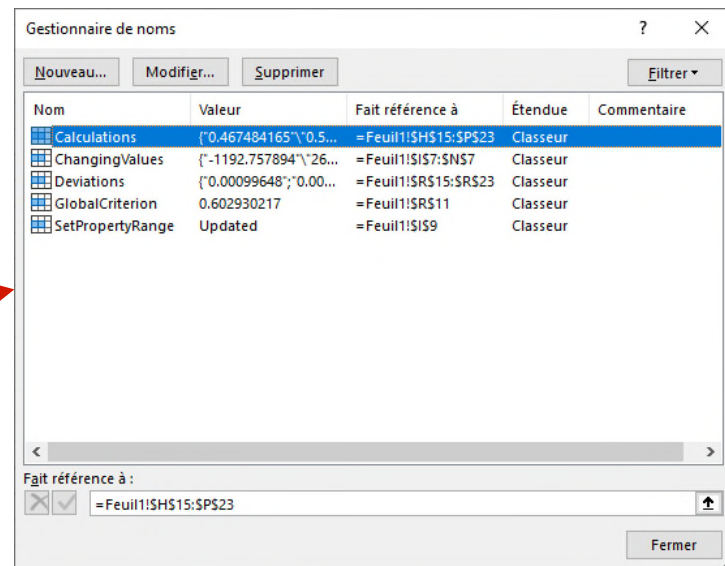 Gestionnaire de noms ? X
Nouveau... Modifier... Supprimer Filtrer
Nom Valeur Fait référence à Étendue Commentaire
Calculations {"0.467484165"\"0.5... =Feuil1!$H$15:$P$23 Classeur
ChangingValues {"-1192.757894"\"26... =Feuil1!$I$7:$N$7 Classeur
Deviations {"0.00099648";"0.00... =Feuil1!$R$15:$R$23 Classeur
GlobalCriterion 0.602930217 =Feuil1!$R$11 Classeur
SetPropertyRange Updated =Feuil1!$I$9 Classeur
Fait référence à :
=Feuil1!$H$15:$P$23
Fermer